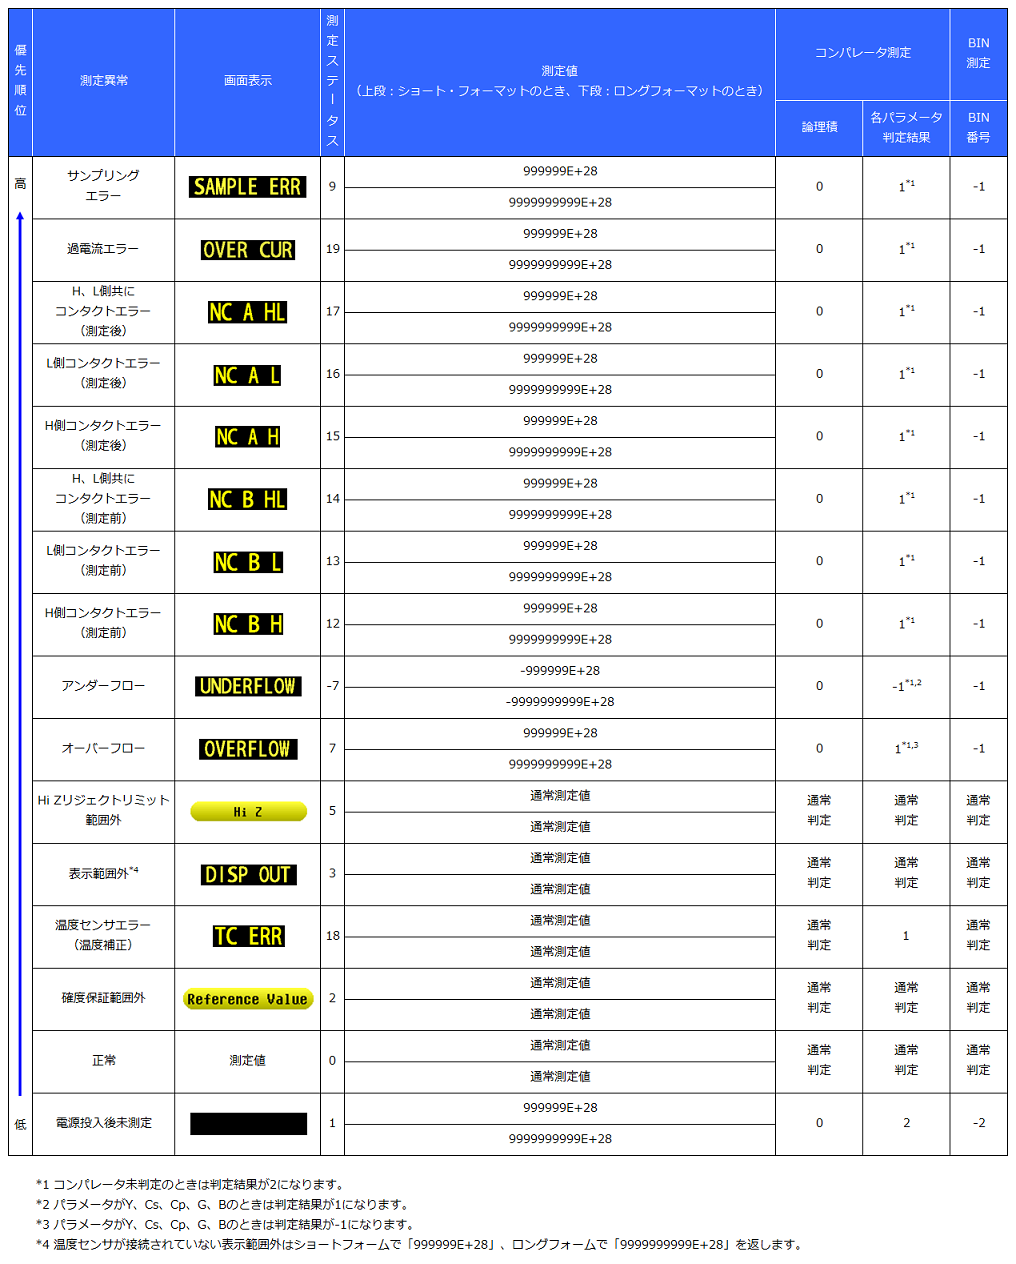 優先順位
測定異常
画面表示
測定ステータス
測定値
（上段：ショート・フォーマットのとき、下段：ロングフォーマットのとき）
コンパレータ測定
BIN
測定
論理積
各パラメータ
判定結果
BIN
番号
高
サンプリング
エラー
SAMPLE ERR
9
999999E+28
9999999999E+28
0
1*1
-1
過電流エラー
OVER CUR
19
999999E+28
9999999999E+28
0
1*1
-1
H、L側共に
コンタクトエラー
（測定後）
NC A HL
17
999999E+28
9999999999E+28
0
1*1
-1
L側コンタクトエラー
（測定後）
NC A L
16
999999E+28
9999999999E+28
0
1*1
-1
H側コンタクトエラー
（測定後）
NC A H
15
999999E+28
9999999999E+28
0
1*1
-1
H、L側共に
コンタクトエラー
（測定前）
NC B HL
14
999999E+28
9999999999E+28
0
1*1
-1
L側コンタクトエラー
（測定前）
NC B L
13
999999E+28
9999999999E+28
0
1*1
-1
H側コンタクトエラー
（測定前）
NC B H
12
999999E+28
9999999999E+28
0
1*1
-1
アンダーフロー
UNDERFLOW
-7
-999999E+28
-9999999999E+28
0
-1*1,2
-1
オーバーフロー
OVERFLOW
7
999999E+28
9999999999E+28
0
1*1,3
-1
Hi Zリジェクトリミット
範囲外
Hi Z
5
通常測定値
通常測定値
通常
判定
通常
判定
通常
判定
表示範囲外*4
DISP OUT
3
通常測定値
通常測定値
通常
判定
通常
判定
通常
判定
温度センサエラー
（温度補正）
TC ERR
18
通常測定値
通常測定値
通常
判定
1
通常
判定
確度保証範囲外
Reference Value
2
通常測定値
通常測定値
通常
判定
通常
判定
通常
判定
正常
測定値
0
通常測定値
通常測定値
通常
判定
通常
判定
通常
判定
低
電源投入後未測定
1
999999E+28
9999999999E+28
0
2
-2
*1 コンパレータ未判定のときは判定結果が2になります。
*2 パラメータがY、Cs、Cp、G、Bのときは判定結果が1になります。
*3 パラメータがY、Cs、Cp、G、Bのときは判定結果が-1になります。
*4 温度センサが接続されていない表示範囲外はショートフォームで「999999E+28」、ロングフォームで「9999999999E+28」を返します。